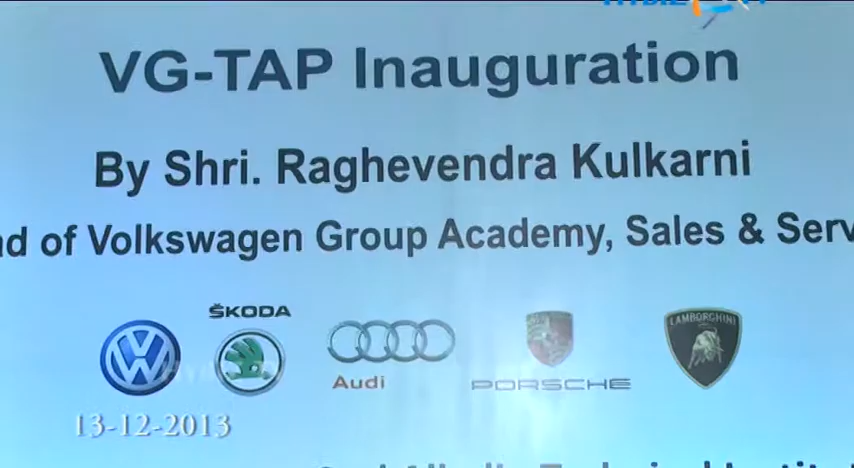 VG-TAP Inauguration
By Shri. Raghevendra Kulkarni
of Volkswagen Group Academy, Sales &
ŠKODA
LAMBORGHINI
Audi
PORSCHE
13-12-2013